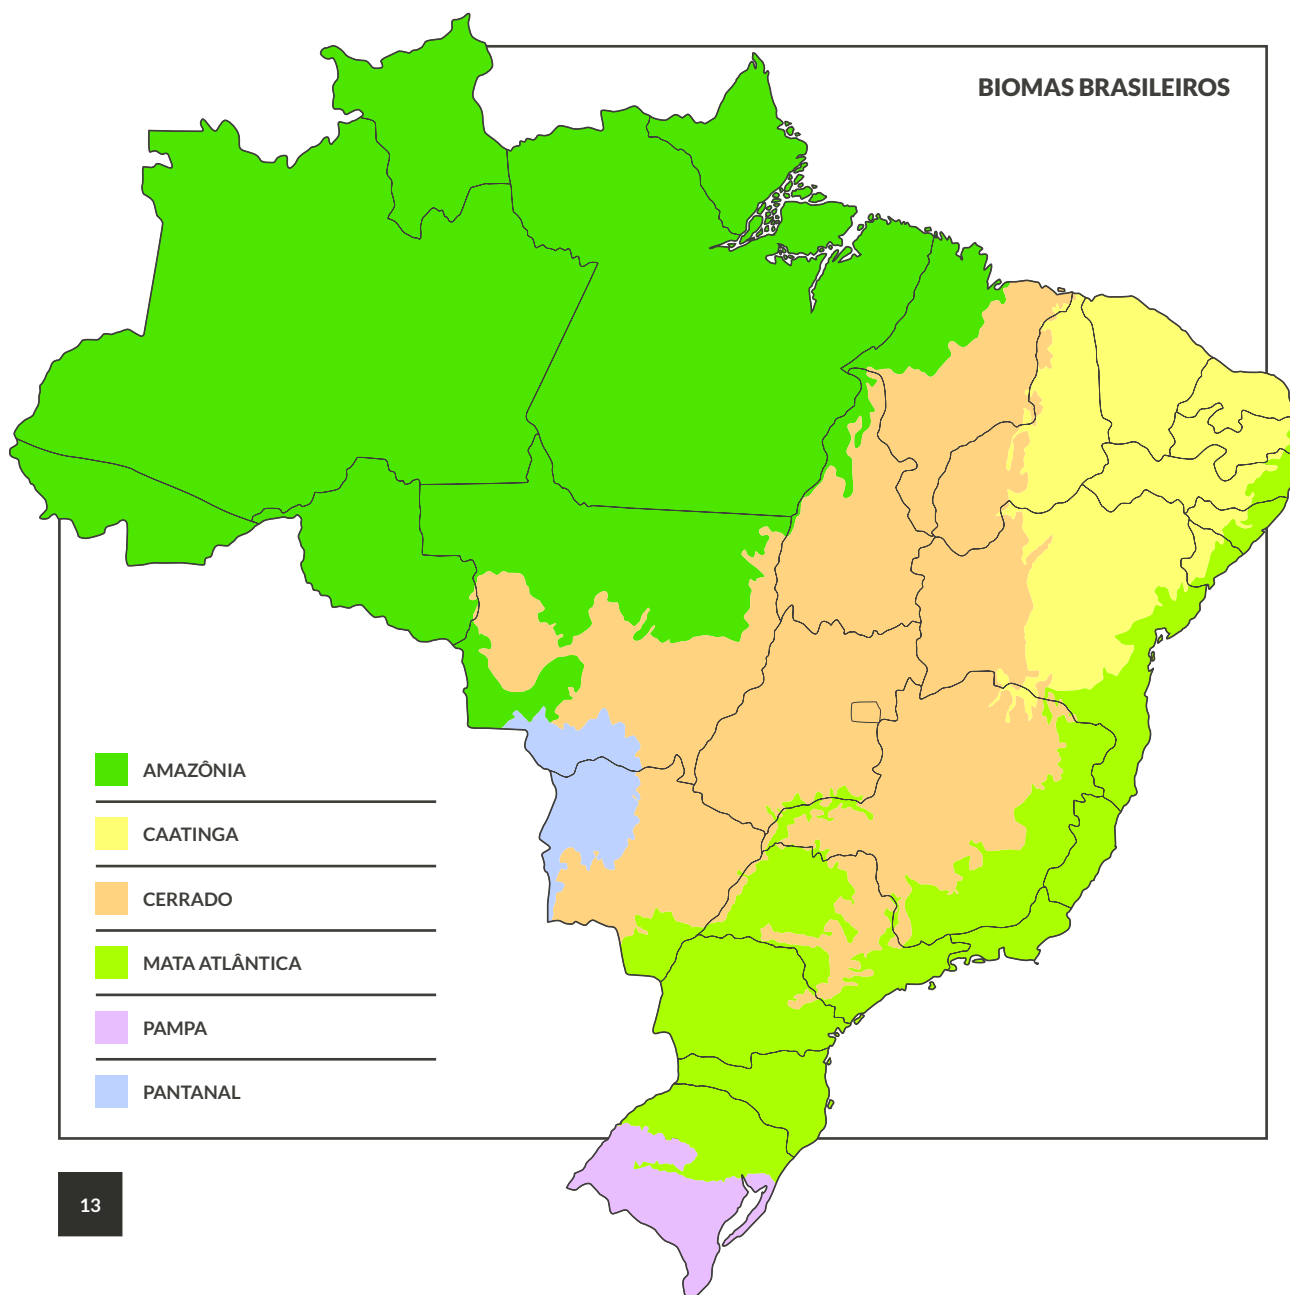 BIOMAS BRASILEIROS
AMAZÔNIA
CAATINGA
CERRADO
MATA ATLÂNTICA
PAMPA
PANTANAL
13